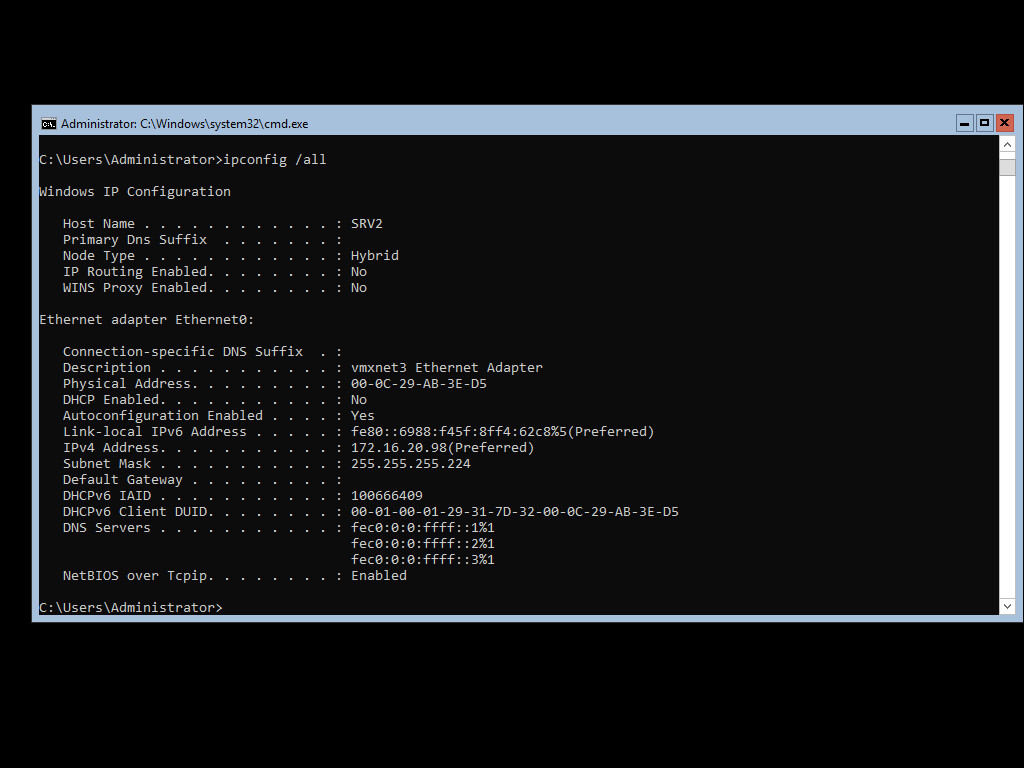 Administrator: C:\Windows\system32\cmd.exe
C:\Users\Administrator>ipconfig /all
Windows IP Configuration
Host Name . . . . . . . . . . . . : SRV2
Primary Dns Suffix  . . . . . . . :
Node Type . . . . . . . . . . . . : Hybrid
IP Routing Enabled. . . . . . . . : No
WINS Proxy Enabled. . . . . . . . : No
Ethernet adapter Ethernet0:
Connection-specific DNS Suffix  . :
Description . . . . . . . . . . . : vmxnet3 Ethernet Adapter
Physical Address. . . . . . . . . : 00-0C-29-AB-3E-D5
DHCP Enabled. . . . . . . . . . . : No
Autoconfiguration Enabled . . . . : Yes
Link-local IPv6 Address . . . . . : fe80::6988:f45f:8ff4:62c8%5(Preferred)
IPv4 Address. . . . . . . . . . . : 172.16.20.98(Preferred)
Subnet Mask . . . . . . . . . . . : 255.255.255.224
Default Gateway . . . . . . . . . :
DHCPv6 IAID . . . . . . . . . . . : 100666409
DHCPv6 Client DUID. . . . . . . . : 00-01-00-01-29-31-7D-32-00-0C-29-AB-3E-D5
DNS Servers . . . . . . . . . . . : fec0:0:0:ffff::1%1
fec0:0:0:ffff::2%1
fec0:0:0:ffff::3%1
NetBIOS over Tcpip. . . . . . . . : Enabled
C:\Users\Administrator>